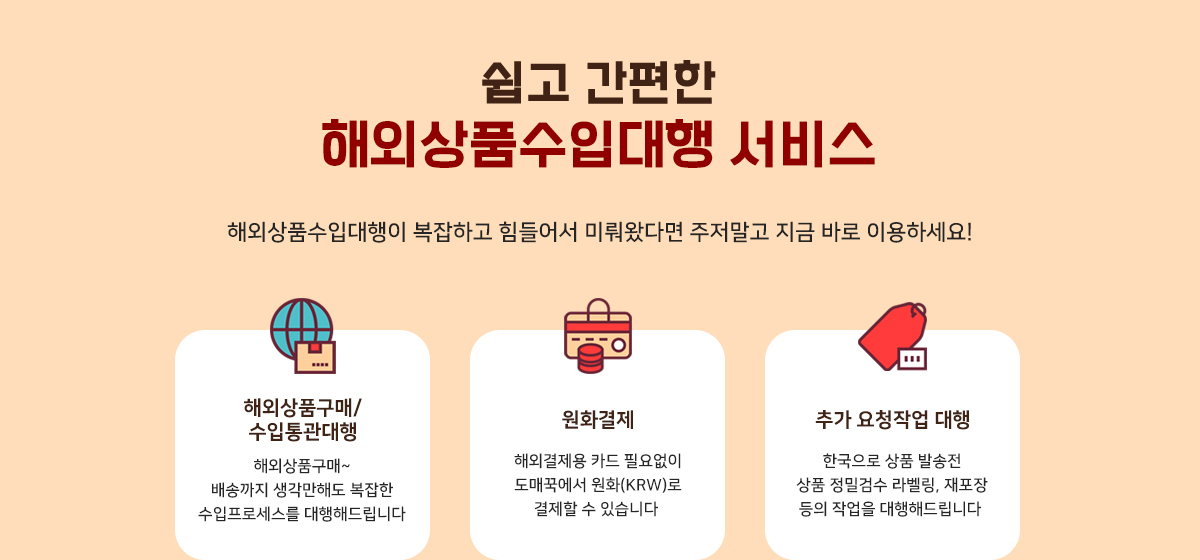 쉽고 간편한
해외상품수입대행 서비스
해외상품수입대행이 복잡하고 힘들어서 미뤄왔다면 주저말고 지금 바로 이용하세요!
해외상품구매/
수입통관대행
해외상품구매~
배송까지 생각만해도 복잡한
수입프로세스를 대행해드립니다
원화결제
해외결제용 카드 필요없이
도매꾹에서 원화(KRW)로
결제할 수 있습니다
추가 요청작업 대행
한국으로 상품 발송전
상품 정밀검수 라벨링, 재포장
등의 작업을 대행해드립니다